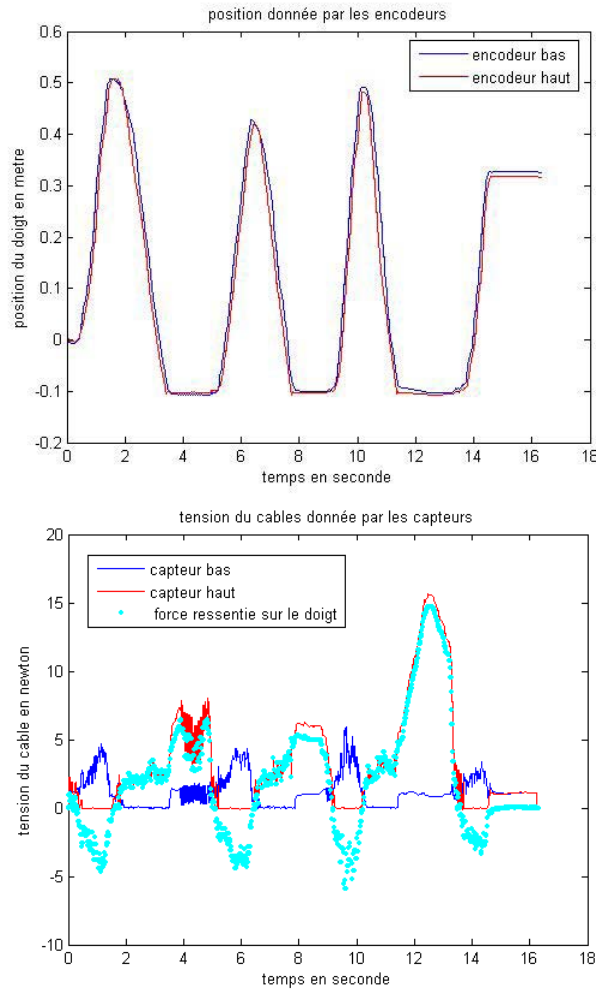 position donnée par les encodeurs
encodeur bas
encodeur haut
position du doigt en metre
0.6
0.5
0.4
0.3
0.2
0.1
0
-0.1
-0.2
0 2 4 6 8 10 12 14 16 18
temps en seconde
tension du cables donnée par les capteurs
capteur bas
capteur haut
force ressentie sur le doigt
tension du cable en newton
20
15
10
5
0
-5
-10
0 2 4 6 8 10 12 14 16 18
temps en seconde